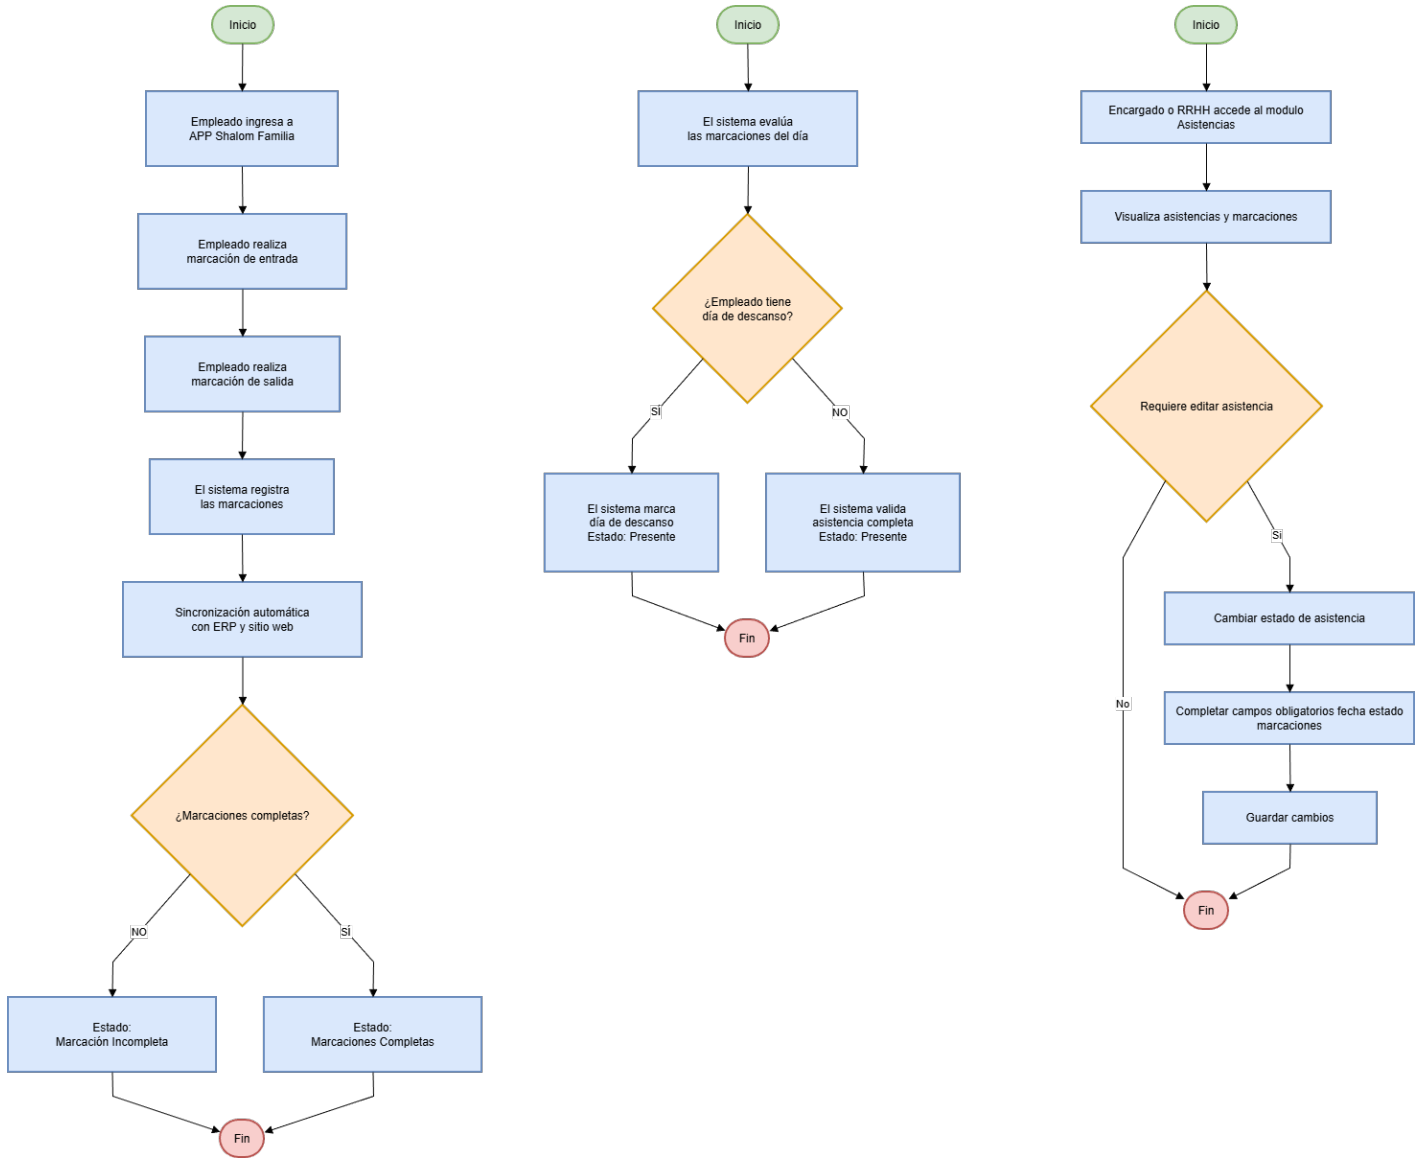 Inicio
Empleado ingresa a
APP Shalom Familia
Empleado realiza
marcación de entrada
Empleado realiza
marcación de salida
El sistema registra
las marcaciones
Sincronización automática
con ERP y sitio web
¿Marcaciones completas?
NO
SÍ
Estado:
Marcación Incompleta
Estado:
Marcaciones Completas
Fin
Inicio
El sistema evalúa
las marcaciones del día
¿Empleado tiene
día de descanso?
SÍ
NO
El sistema marca
día de descanso
Estado: Presente
El sistema valida
asistencia completa
Estado: Presente
Fin
Inicio
Encargado o RRHH accede al modulo
Asistencias
Visualiza asistencias y marcaciones
Requiere editar asistencia
Si
No
Cambiar estado de asistencia
Completar campos obligatorios fecha estado
marcaciones
Guardar cambios
Fin